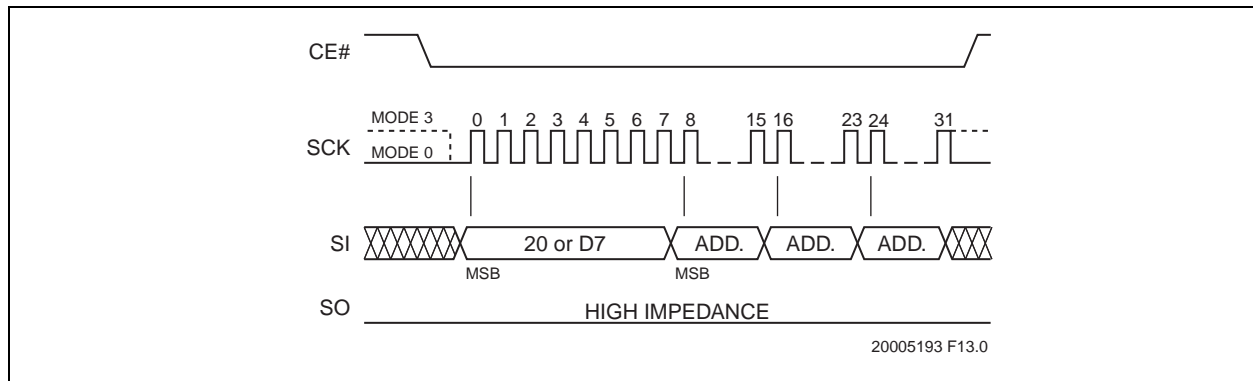 CE#
MODE 3
0 1 2 3 4 5 6 7 8 15 16 23 24 31
SCK
MODE 0
SI
20 or D7 ADD. ADD. ADD.
MSB MSB
SO
HIGH IMPEDANCE
20005193 F13.0